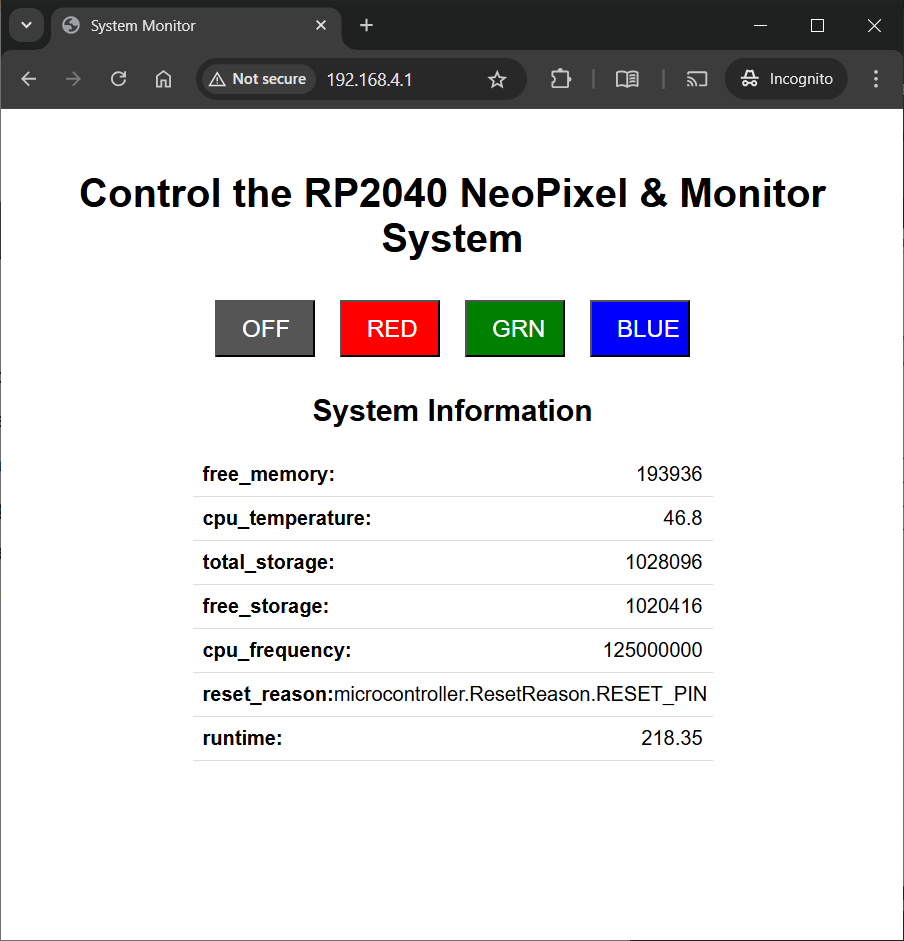 System Monitor
Not secure 192.168.4.1 Incognito
Control the RP2040 NeoPixel & Monitor
System
OFF RED GRN BLUE
System Information
free_memory: 193936
cpu_temperature: 46.8
total_storage: 1028096
free_storage: 1020416
cpu_frequency: 125000000
reset_reason:microcontroller.ResetReason.RESET_PIN
runtime: 218.35